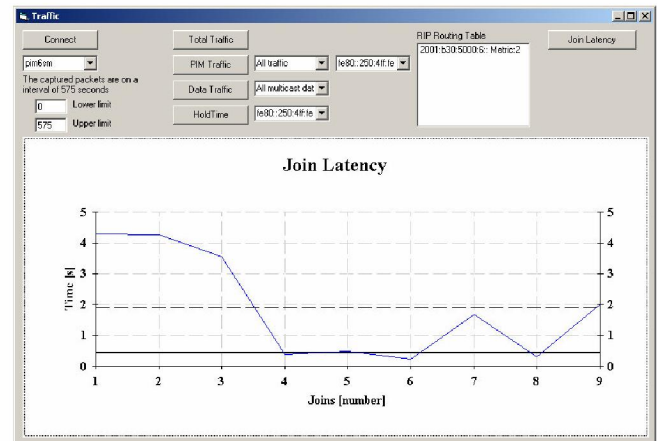 Traffic
Connect
Total Traffic
RIP Routing Table
Join Latency
pim6sm
PIM Traffic
All traffic
fe80::250:4ff:fe
2001:b30:5000:6:: Metric:2
The captured packets are on a
interval of 575 seconds
Data Traffic
All multicast dat
0
Lower limit
HoldTime
fe80::250:4ff:fe
575
Upper limit
Join Latency
5
4
3
2
1
0
Time [s]
5
4
3
2
1
0
1 2 3 4 5 6 7 8 9
Joins [number]